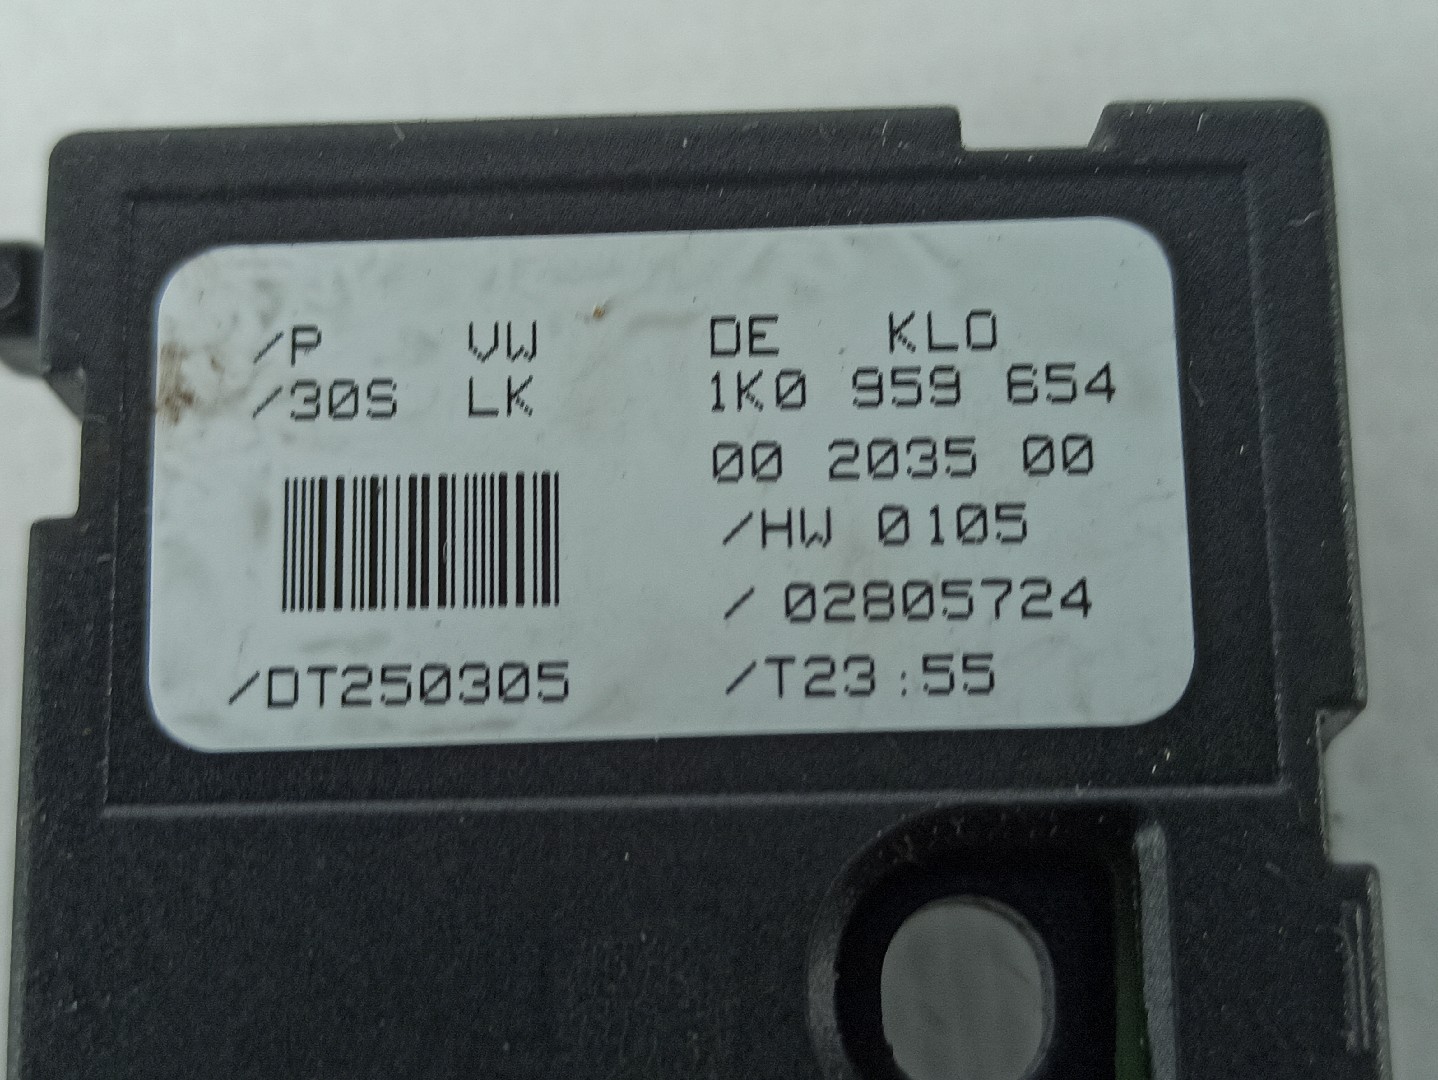 /P VW DE KLO
/30S LK 1K0 959 654
00 2035 00
/HW 0105
/ 02805724
/DT250305 /T23:55